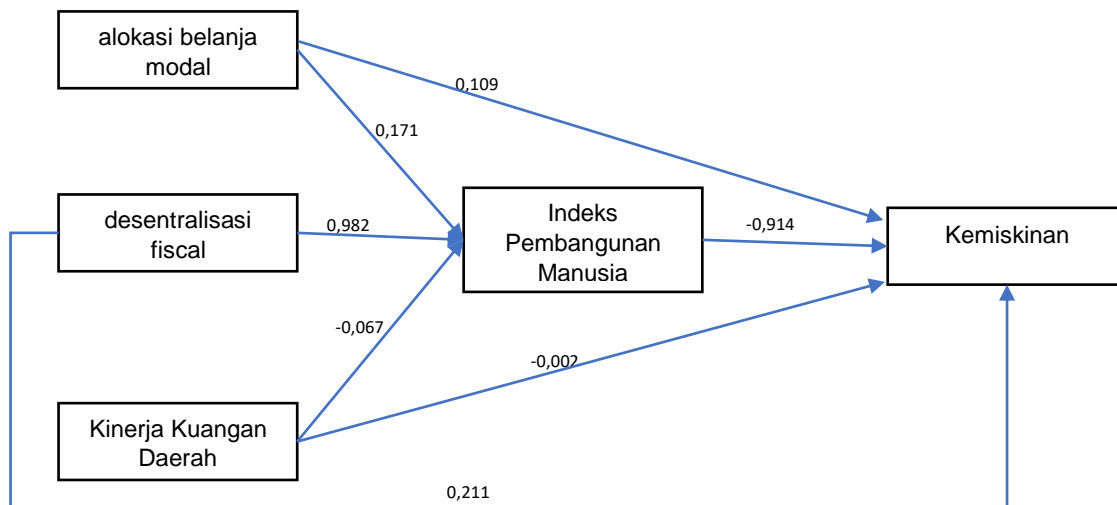 alokasi belanja
modal
0,109
0,171
desentralisasi
fiscal
0,982
Indeks
Pembangunan
Manusia
-0,914
Kemiskinan
-0,067
-0,002
Kinerja Kuangan
Daerah
0,211